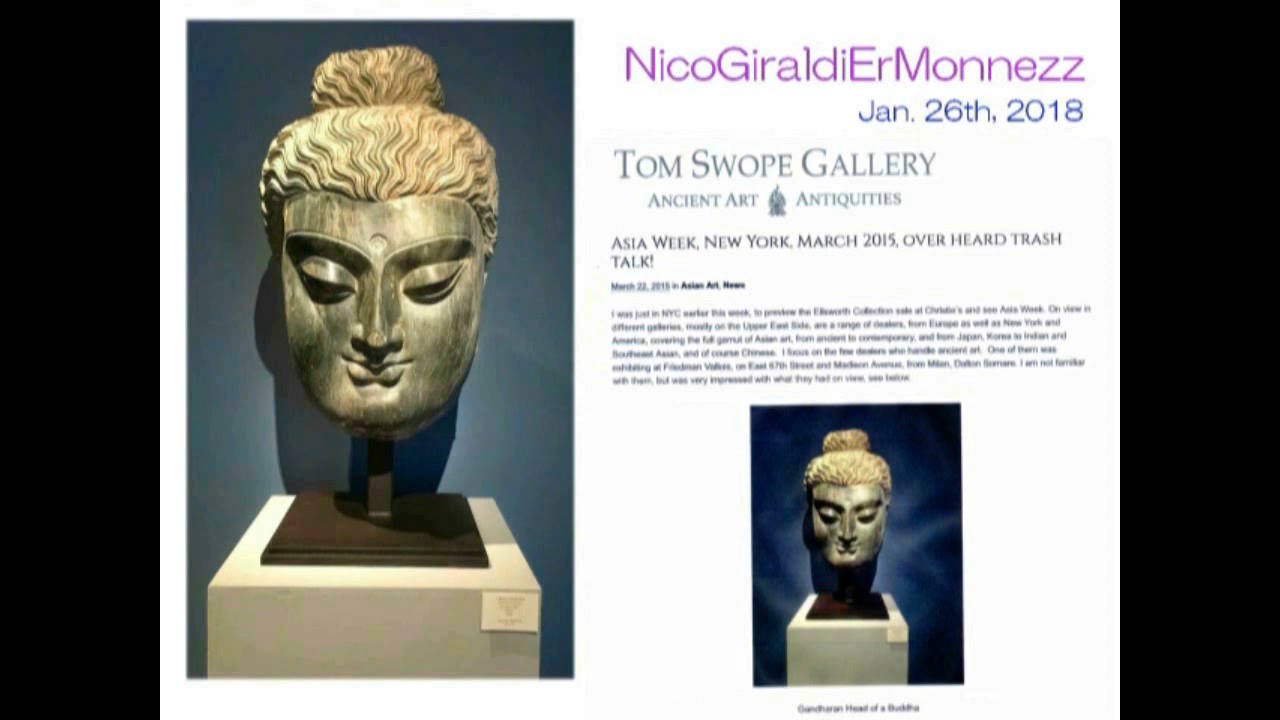 NicoGiraldiErMonnezz
Jan. 26th, 2018
TOM SWOPE GALLERY
ANCIENT ART ANTIQUITIES
ASIA WEEK, NEW YORK, MARCH 2015, OVER HEARD TRASH
TALK!
March 22, 2015 in Asian Art, News
I was just in NYC earlier this week, to preview the Ellsworth Collection sale at Christie's and see Asia Week. On view in
different galleries, mostly on the Upper East Side, are a range of dealers, from Europe as well as New York and
America, covering the full gamut of Asian art, from ancient to contemporary, and from Japan, Korea to Indian and
Southeast Asian, and of course Chinese. I focus on the few dealers who handle ancient art. One of them was
exhibiting at Friedman Vallois, on East 67th Street and Madison Avenue, from Milan, Dalton Somare. I am not familiar
with them, but was very impressed with what they had on view, see below.
Gandharan Head of a Buddha